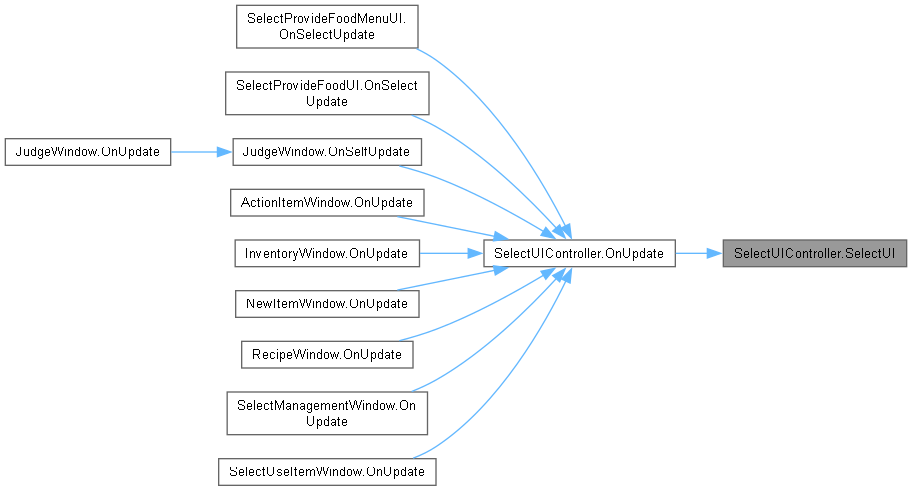 SelectProvideFoodMenuUI.
OnSelectUpdate
SelectProvideFoodUI.OnSelect
Update
JudgeWindow.OnUpdate
JudgeWindow.OnSelfUpdate
ActionItemWindow.OnUpdate
InventoryWindow.OnUpdate
SelectUIController.OnUpdate
SelectUIController.SelectUI
NewItemWindow.OnUpdate
RecipeWindow.OnUpdate
SelectManagementWindow.On
Update
SelectUseItemWindow.OnUpdate